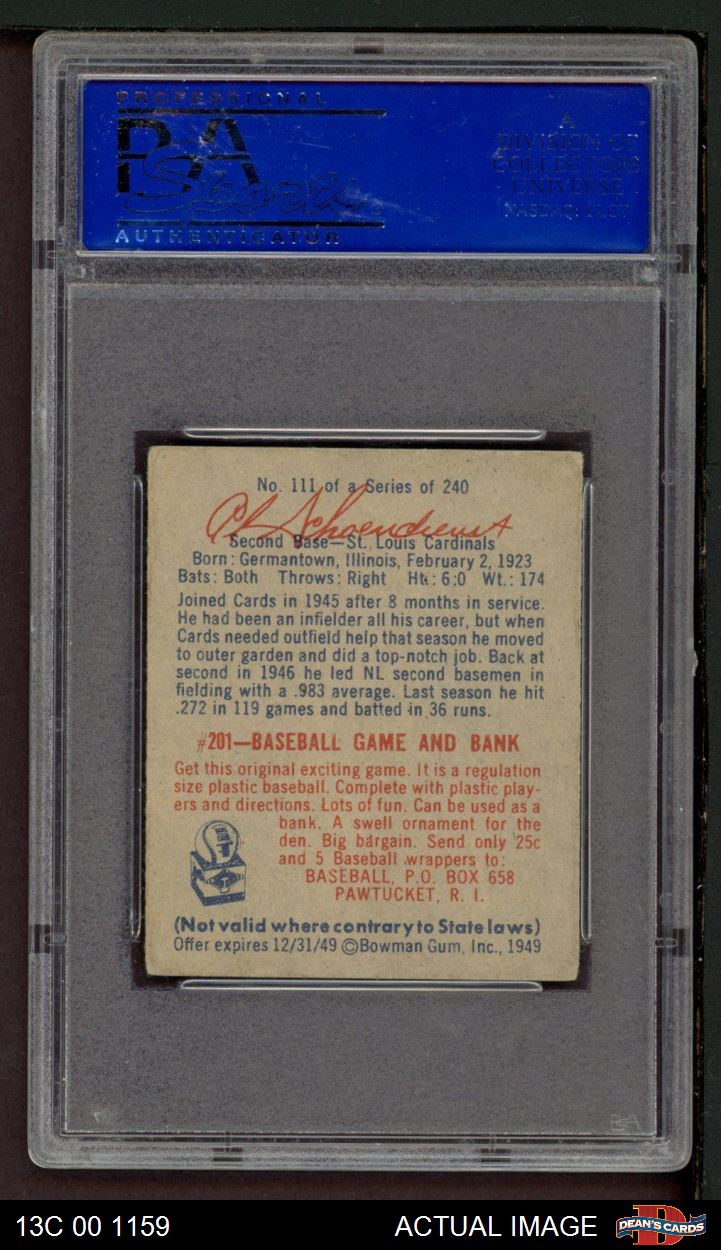 PROFESSIONAL
PSA
Sports
AUTHENTICATOR
A
DIVISION OF
COLLECTORS
UNIVERSE
NASDAQ: CLCT
No. 111 of a Series of 240
Al Schoendienst
Second Base—St. Louis Cardinals
Born: Germantown, Illinois, February 2, 1923
Bats: Both Throws: Right Ht.: 6:0 Wt.: 174
Joined Cards in 1945 after 8 months in service.
He had been an infielder all his career, but when
Cards needed outfield help that season he moved
to outer garden and did a top-notch job. Back at
second in 1946 he led NL second basemen in
fielding with a .983 average. Last season he hit
.272 in 119 games and batted in 36 runs.
#201—BASEBALL GAME AND BANK
Get this original exciting game. It is a regulation
size plastic baseball. Complete with plastic play-
ers and directions. Lots of fun. Can be used as a
bank. A swell ornament for the
den. Big bargain. Send only 25c
and 5 Baseball wrappers to:
BASEBALL, P.O. BOX 658
PAWTUCKET, R. I.
(Not valid where contrary to State laws)
Offer expires 12/31/49 ©Bowman Gum, Inc., 1949
PSA
13C 00 1159
ACTUAL IMAGE
DEAN'S CARDS